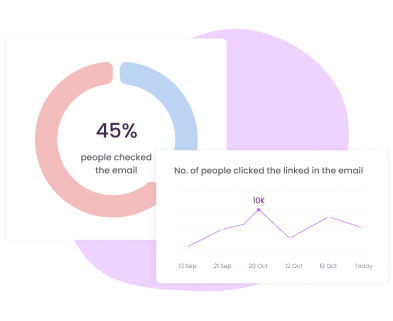 45%
people checked
the email
No. of people clicked the linked in the email
10K
13 Sep 21 Sep 28 Oct 12 Oct 19 Oct Today